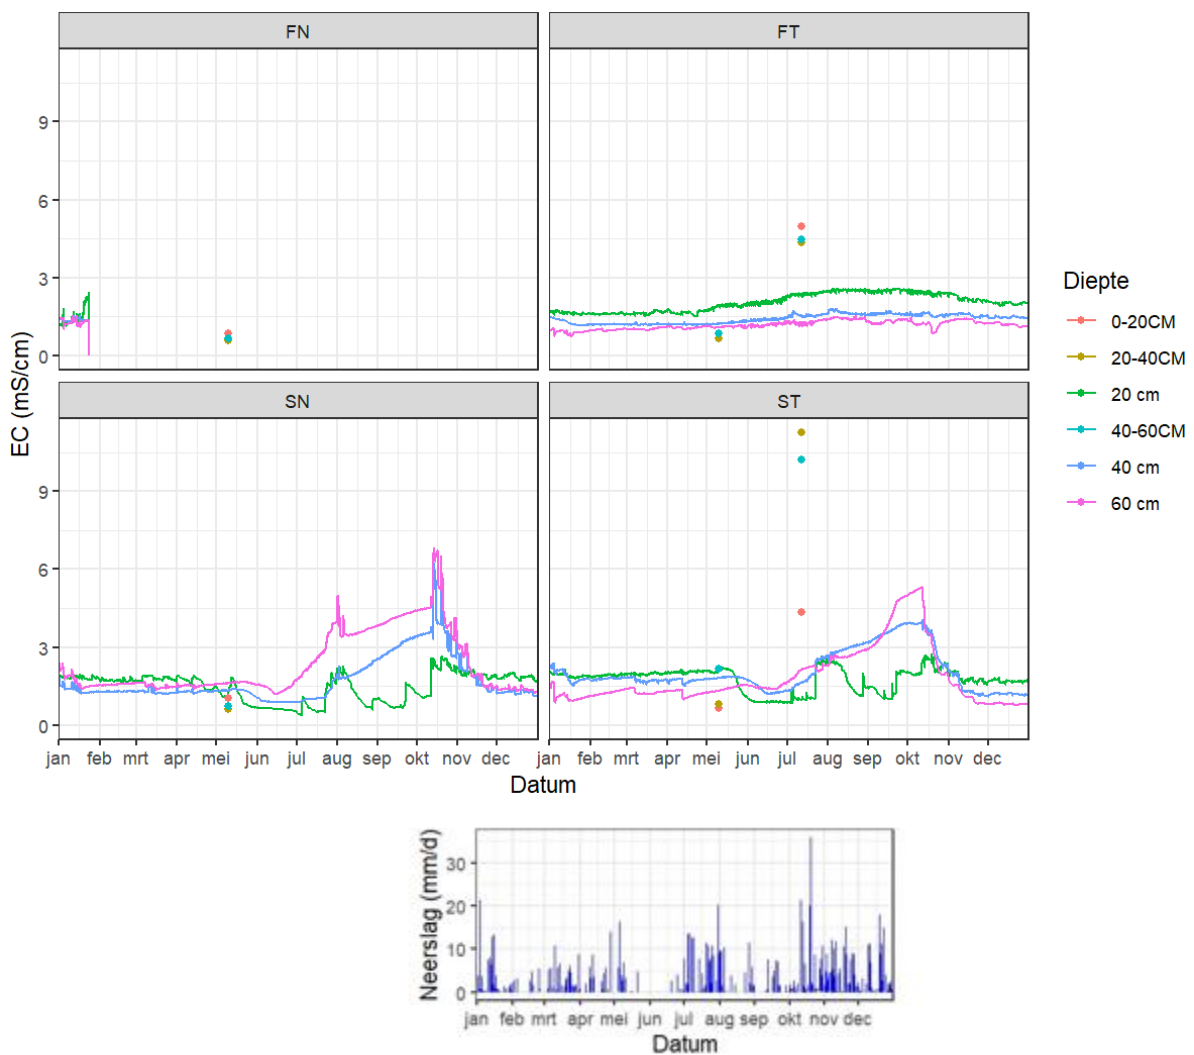 FN
FT
9
6
3
0
SN
ST
9
6
3
0
EC (mS/cm)
jan feb mrt apr mei jun jul aug sep okt nov dec
jan feb mrt apr mei jun jul aug sep okt nov dec
Datum
Diepte
0-20CM
20-40CM
20 cm
40-60CM
40 cm
60 cm
Neerslag (mm/d)
30
20
10
0
jan feb mrt apr mei jun jul aug sep okt nov dec
Datum